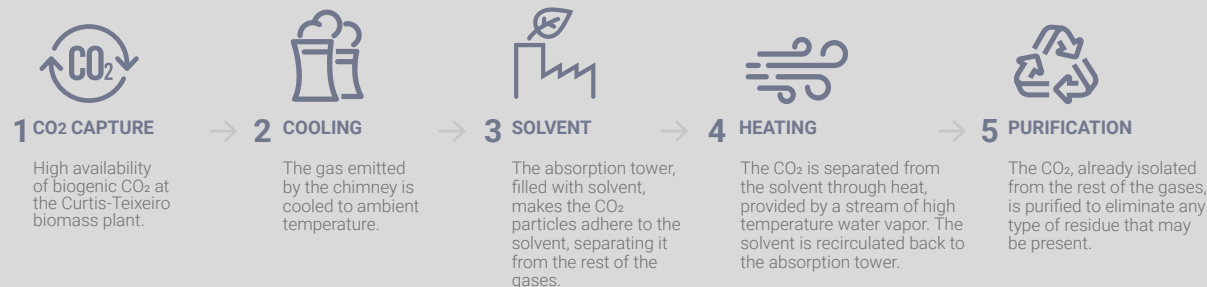 CO₂
1 CO2 CAPTURE
High availability
of biogenic CO₂ at
the Curtis-Teixeiro
biomass plant.
2 COOLING
The gas emitted
by the chimney is
cooled to ambient
temperature.
3 SOLVENT
The absorption tower,
filled with solvent,
makes the CO₂
particles adhere to the
solvent, separating it
from the rest of the
gases.
4 HEATING
The CO₂ is separated from
the solvent through heat,
provided by a stream of high
temperature water vapor. The
solvent is recirculated back to
the absorption tower.
5 PURIFICATION
The CO₂, already isolated
from the rest of the gases,
is purified to eliminate any
type of residue that may
be present.